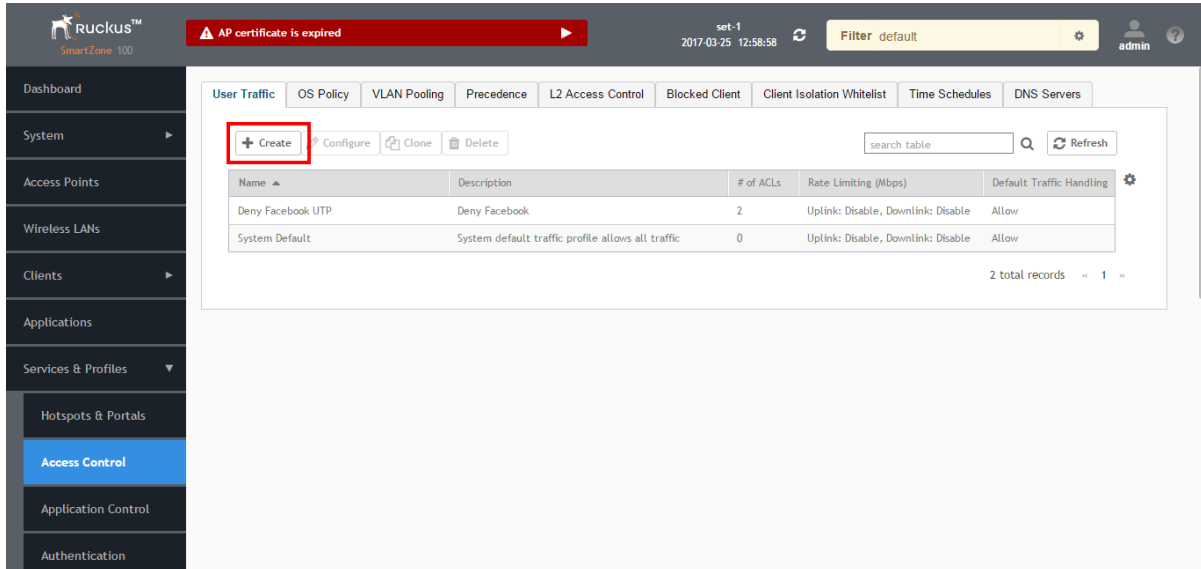 Ruckus™
SmartZone 100
AP certificate is expired
set-1
2017-03-25 12:58:58
Filter default
admin
Dashboard
System
Access Points
Wireless LANs
Clients
Applications
Services & Profiles
Hotspots & Portals
Access Control
Application Control
Authentication
User Traffic OS Policy VLAN Pooling Precedence L2 Access Control Blocked Client Client Isolation Whitelist Time Schedules DNS Servers
Create Configure Clone Delete search table Refresh
Name Description # of ACLs Rate Limiting (Mbps) Default Traffic Handling
Deny Facebook UTP Deny Facebook 2 Uplink: Disable, Downlink: Disable Allow
System Default System default traffic profile allows all traffic 0 Uplink: Disable, Downlink: Disable Allow
2 total records « 1 »